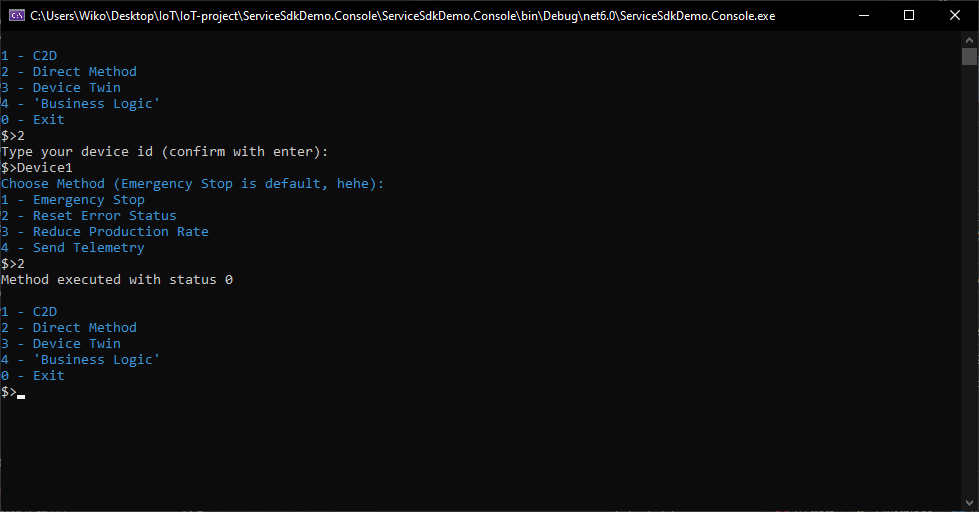 C:\Users\Wiko\Desktop\IoT\IoT-project\ServiceSdkDemo.Console\ServiceSdkDemo.Console\bin\Debug\net6.0\ServiceSdkDemo.Console.exe
1 - C2D
2 - Direct Method
3 - Device Twin
4 - 'Business Logic'
0 - Exit
$>2
Type your device id (confirm with enter):
$>Device1
Choose Method (Emergency Stop is default, hehe):
1 - Emergency Stop
2 - Reset Error Status
3 - Reduce Production Rate
4 - Send Telemetry
$>2
Method executed with status 0
1 - C2D
2 - Direct Method
3 - Device Twin
4 - 'Business Logic'
0 - Exit
$>